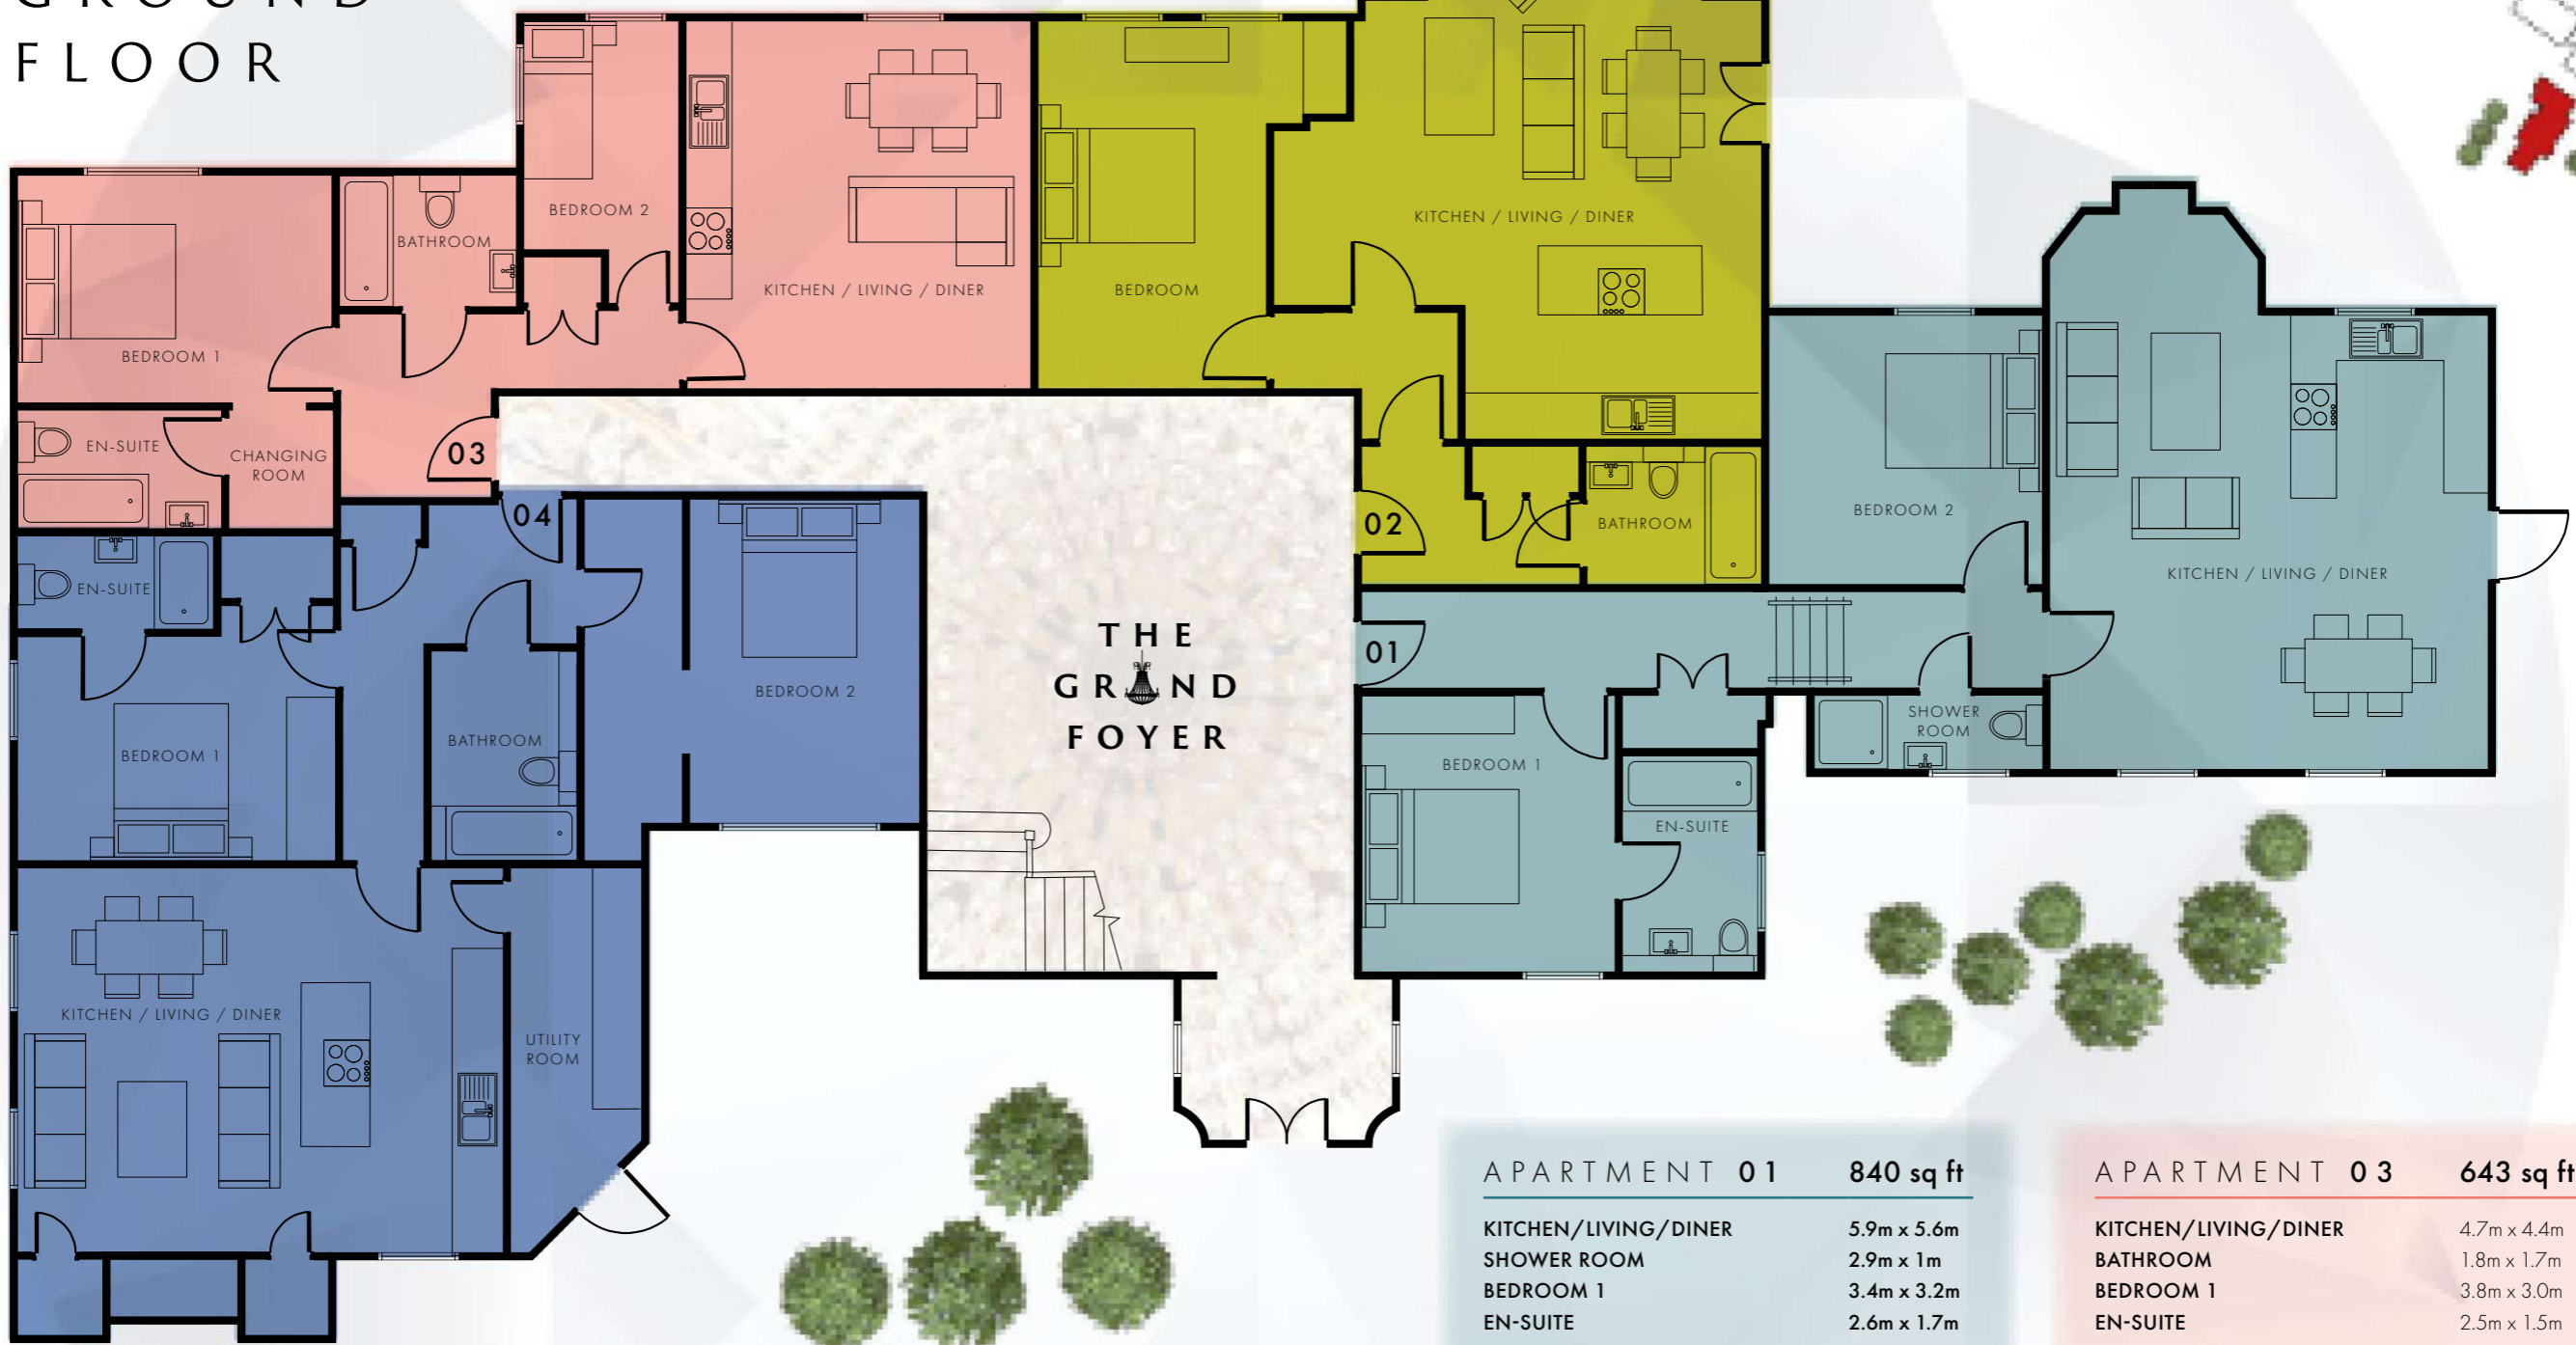 GROUND
FLOOR
BEDROOM 2
BATHROOM
KITCHEN / LIVING / DINER
BEDROOM 1
EN-SUITE
CHANGING
ROOM
03
KITCHEN / LIVING / DINER
BEDROOM
02
BATHROOM
BEDROOM 2
KITCHEN / LIVING / DINER
01
SHOWER
ROOM
BEDROOM 1
EN-SUITE
04
EN-SUITE
BEDROOM 2
BATHROOM
BEDROOM 1
KITCHEN / LIVING / DINER
UTILITY
ROOM
THE
GRAND
FOYER
APARTMENT 01 840 sq ft
KITCHEN/LIVING/DINER 5.9m x 5.6m
SHOWER ROOM 2.9m x 1m
BEDROOM 1 3.4m x 3.2m
EN-SUITE 2.6m x 1.7m
APARTMENT 03 643 sq ft
KITCHEN/LIVING/DINER 4.7m x 4.4m
BATHROOM 1.8m x 1.7m
BEDROOM 1 3.8m x 3.0m
EN-SUITE 2.5m x 1.5m